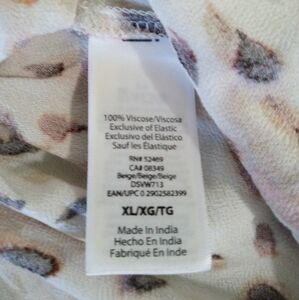 100% Viscose/Viscosa
Exclusive of Elastic
Exclusivo del Elástico
Sauf les Élastique
RN# 52469
CA# 08349
Beige/Beige/Beige
DSVW713
EAN/UPC 0 2902582399
XL/XG/TG
Made In India
Hecho En India
Fabriqué En Inde